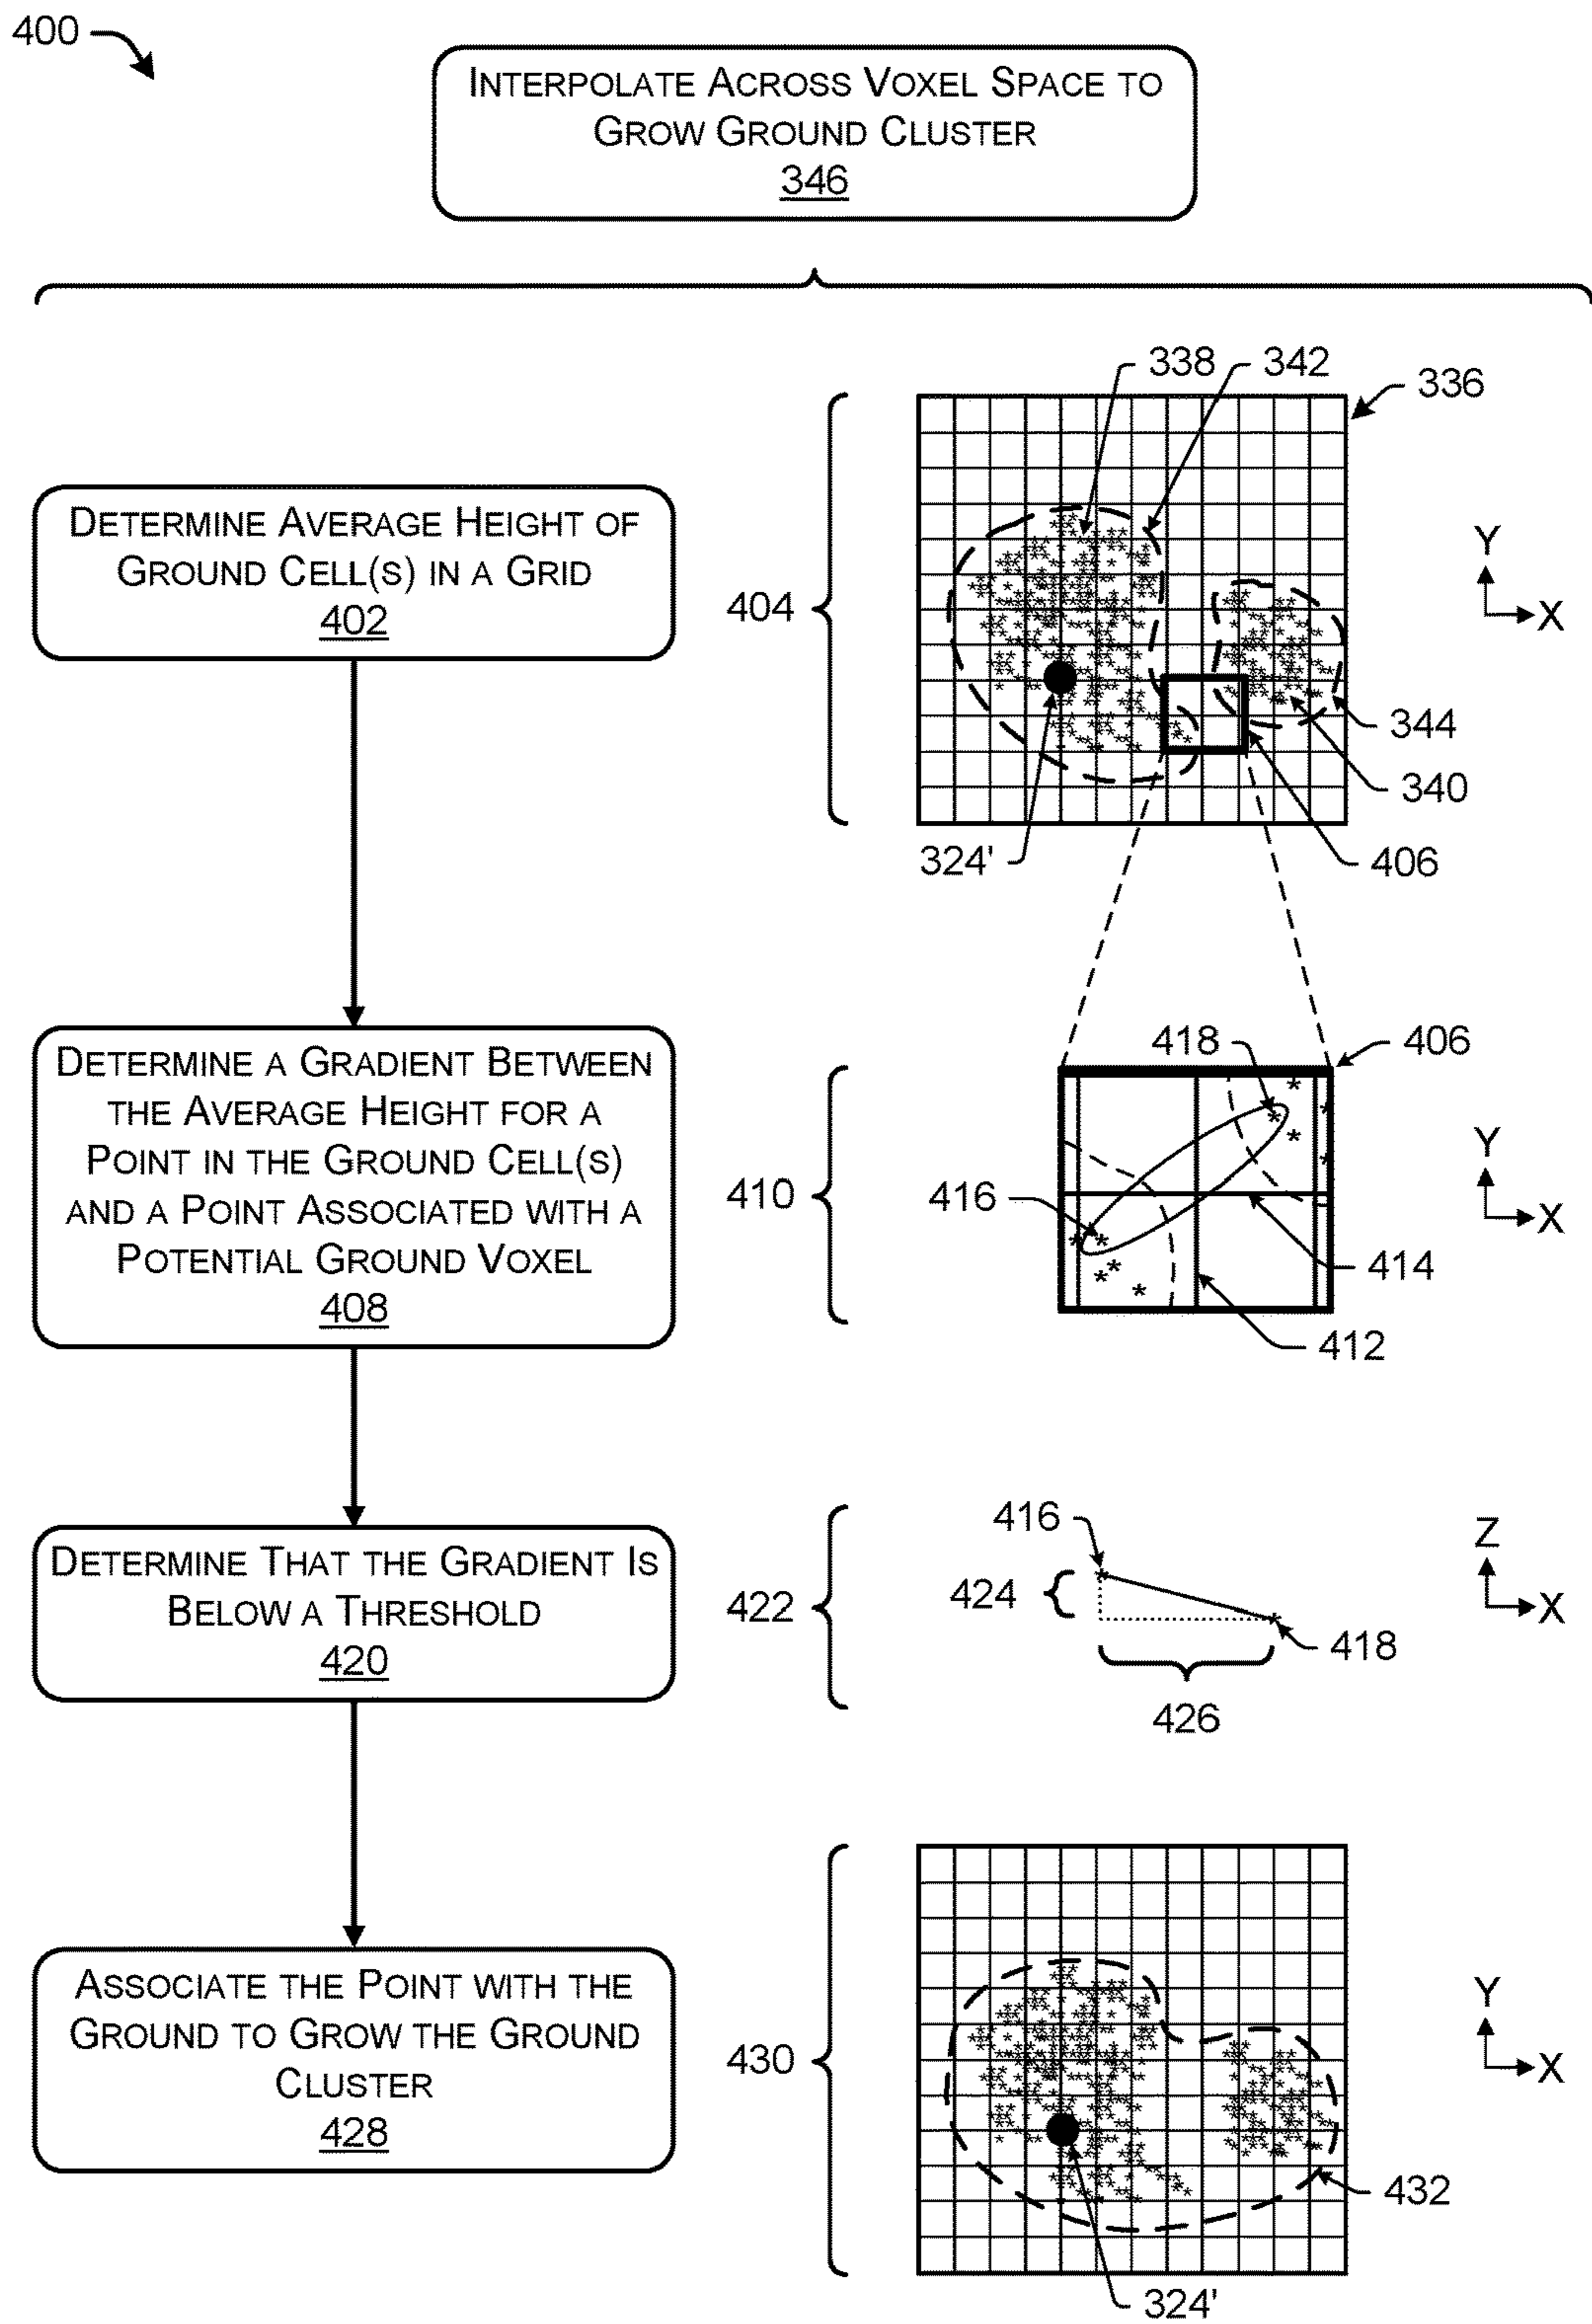 400
INTERPOLATE ACROSS VOXEL SPACE TO
GROW GROUND CLUSTER
346
338
342
336
DETERMINE AVERAGE HEIGHT OF
GROUND CELL(S) IN A GRID
402
404
Y
X
344
340
324'
406
DETERMINE A GRADIENT BETWEEN
THE AVERAGE HEIGHT FOR A
POINT IN THE GROUND CELL(S)
AND A POINT ASSOCIATED WITH A
POTENTIAL GROUND VOXEL
408
410
418
406
416
Y
X
414
412
DETERMINE THAT THE GRADIENT IS
BELOW A THRESHOLD
420
422
416
424
418
426
Z
X
ASSOCIATE THE POINT WITH THE
GROUND TO GROW THE GROUND
CLUSTER
428
430
Y
X
432
324'